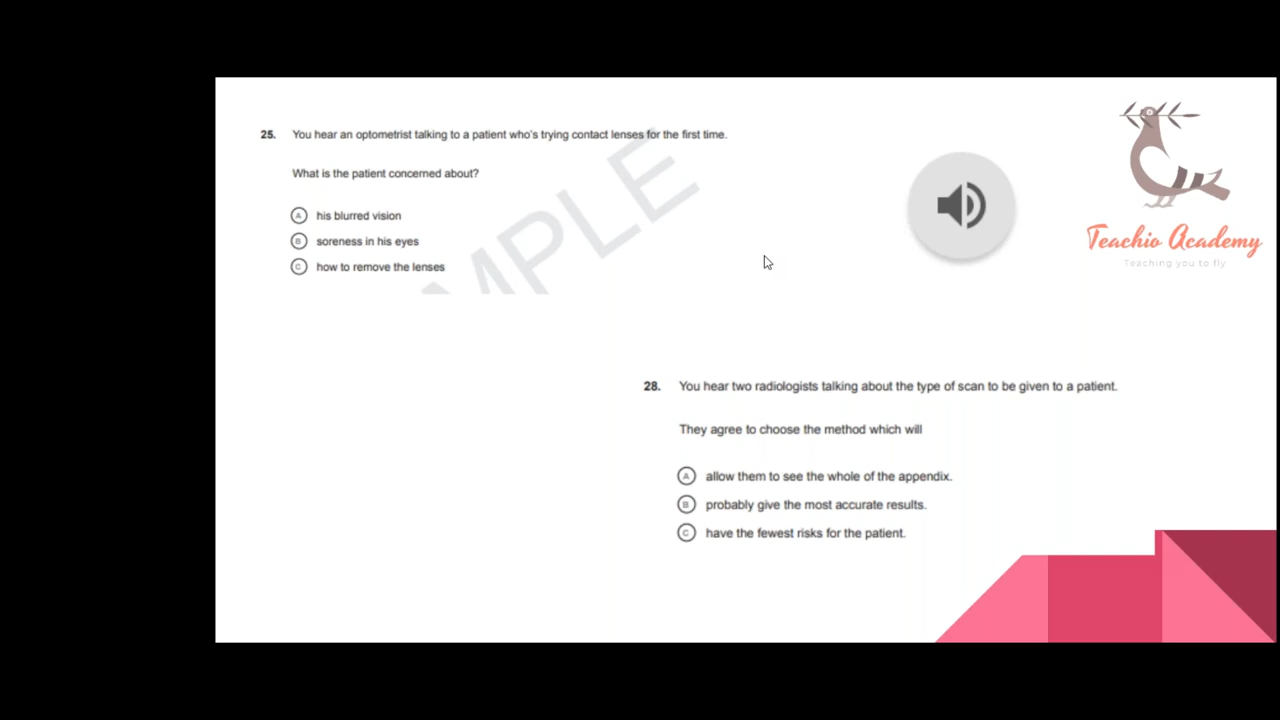 25. You hear an optometrist talking to a patient who's trying contact lenses for the first time.
What is the patient concerned about?
A his blurred vision
B soreness in his eyes
C how to remove the lenses
MPLE
Teachio Academy
Teaching you to fly
28. You hear two radiologists talking about the type of scan to be given to a patient.
They agree to choose the method which will
A allow them to see the whole of the appendix.
B probably give the most accurate results.
C have the fewest risks for the patient.